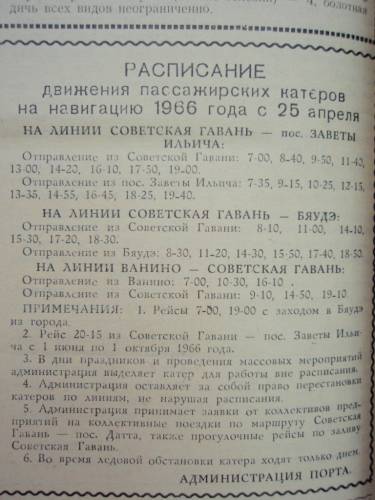 4, болотная
дичь всех видов неограниченно.
РАСПИСАНИЕ
движения пассажирских катеров
на навигацию 1966 года с 25 апреля
НА ЛИНИИ СОВЕТСКАЯ ГАВАНЬ — пос. ЗАВЕТЫ
ИЛЬИЧА:
Отправление из Советской Гавани: 7-00, 8-40, 9-50, 11-40,
13-00, 14-20, 16-10, 17-50, 19-00.
Отправление из пос. Заветы Ильича: 7-35, 9-15, 10-25, 12-15,
13-35, 14-55, 16-45, 18-25, 19-40.
НА ЛИНИИ СОВЕТСКАЯ ГАВАНЬ — БЯУДЭ:
Отправление из Советской Гавани: 8-10, 11-00, 14-10,
15-30, 17-20, 18-30.
Отправление из Бяудэ: 8-30, 11-20, 14-30, 15-50, 17-40, 18-50.
НА ЛИНИИ ВАНИНО — СОВЕТСКАЯ ГАВАНЬ:
Отправление из Ванино: 7-00, 10-30, 16-10 .
Отправление из Советской Гавани: 9-10, 14-50, 19-10.
ПРИМЕЧАНИЯ: 1. Рейсы 7-00, 19-00 с заходом в Бяудэ
из города.
2. Рейс 20-15 из Советской Гавани — пос. Заветы Ильи-
ча с 1 июня по 1 октября 1966 года.
3. В дни праздников и проведения массовых мероприятий
администрация выделяет катер для работы вне расписания.
4. Администрация оставляет за собой право перестановки
катеров по линиям, не нарушая расписания.
5. Администрация принимает заявки от коллективов пред-
приятий на коллективные поездки по маршруту Советская
Гавань — пос. Датта, также прогулочные рейсы по заливу
Советская Гавань.
6. Во время ледовой обстановки катера ходят только днем.
АДМИНИСТРАЦИЯ ПОРТА.